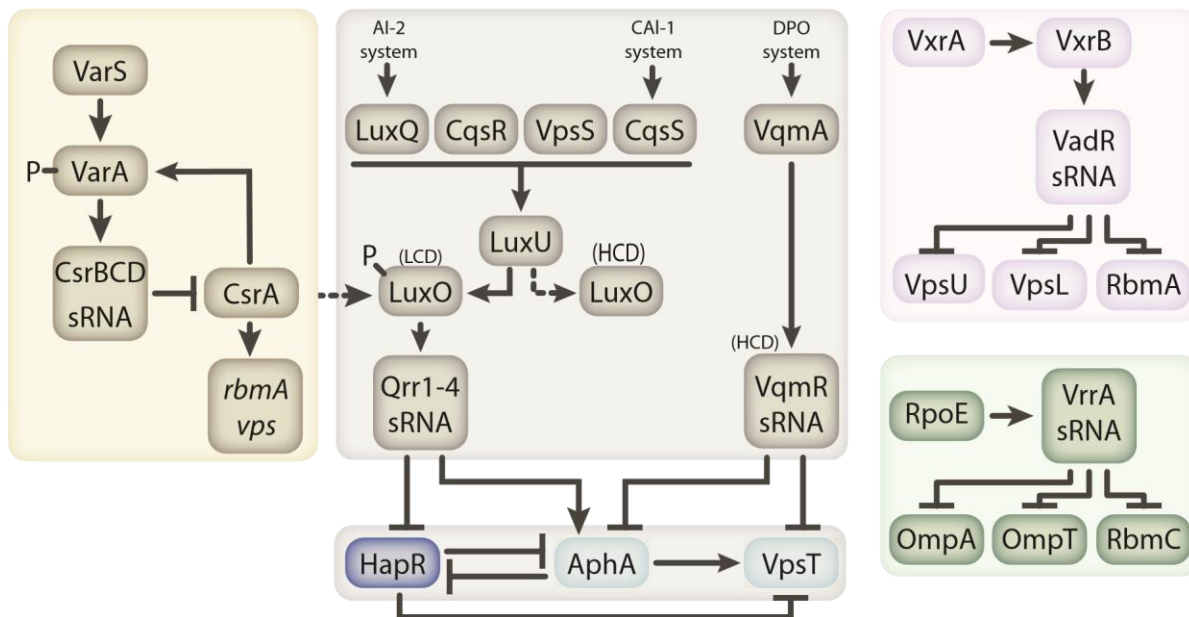 VarS
P
VarA
CsrBCD
sRNA
CsrA
rbmA
vps
AI-2
system
CAI-1
system
DPO
system
LuxQ
CqsR
VpsS
CqsS
VqmA
LuxU
P
(LCD)
LuxO
(HCD)
LuxO
Qrr1-4
sRNA
(HCD)
VqmR
sRNA
HapR
AphA
VpsT
VxrA
VxrB
VadR
sRNA
VpsU
VpsL
RbmA
RpoE
VrrA
sRNA
OmpA
OmpT
RbmC